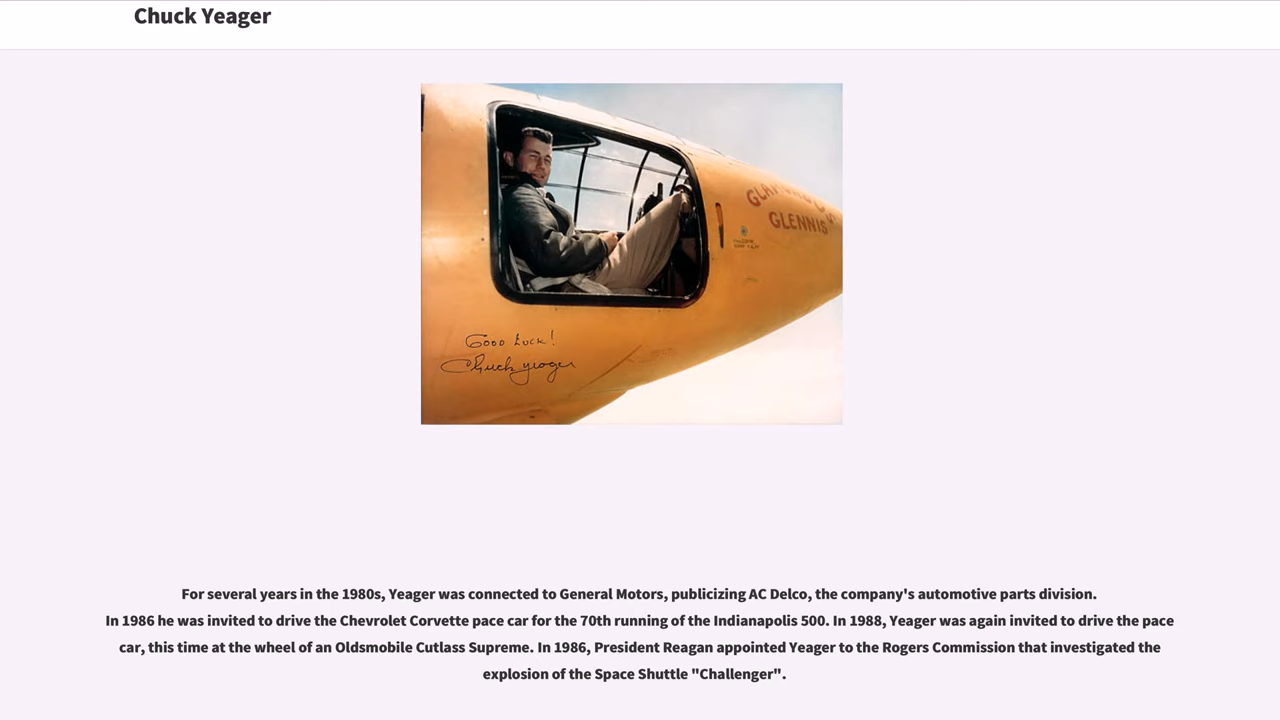 Chuck Yeager
GLAMOROUS
GLENNIS
Good Luck!
Chuck Yeager
For several years in the 1980s, Yeager was connected to General Motors, publicizing AC Delco, the company's automotive parts division.
In 1986 he was invited to drive the Chevrolet Corvette pace car for the 70th running of the Indianapolis 500. In 1988, Yeager was again invited to drive the pace
car, this time at the wheel of an Oldsmobile Cutlass Supreme. In 1986, President Reagan appointed Yeager to the Rogers Commission that investigated the
explosion of the Space Shuttle "Challenger".